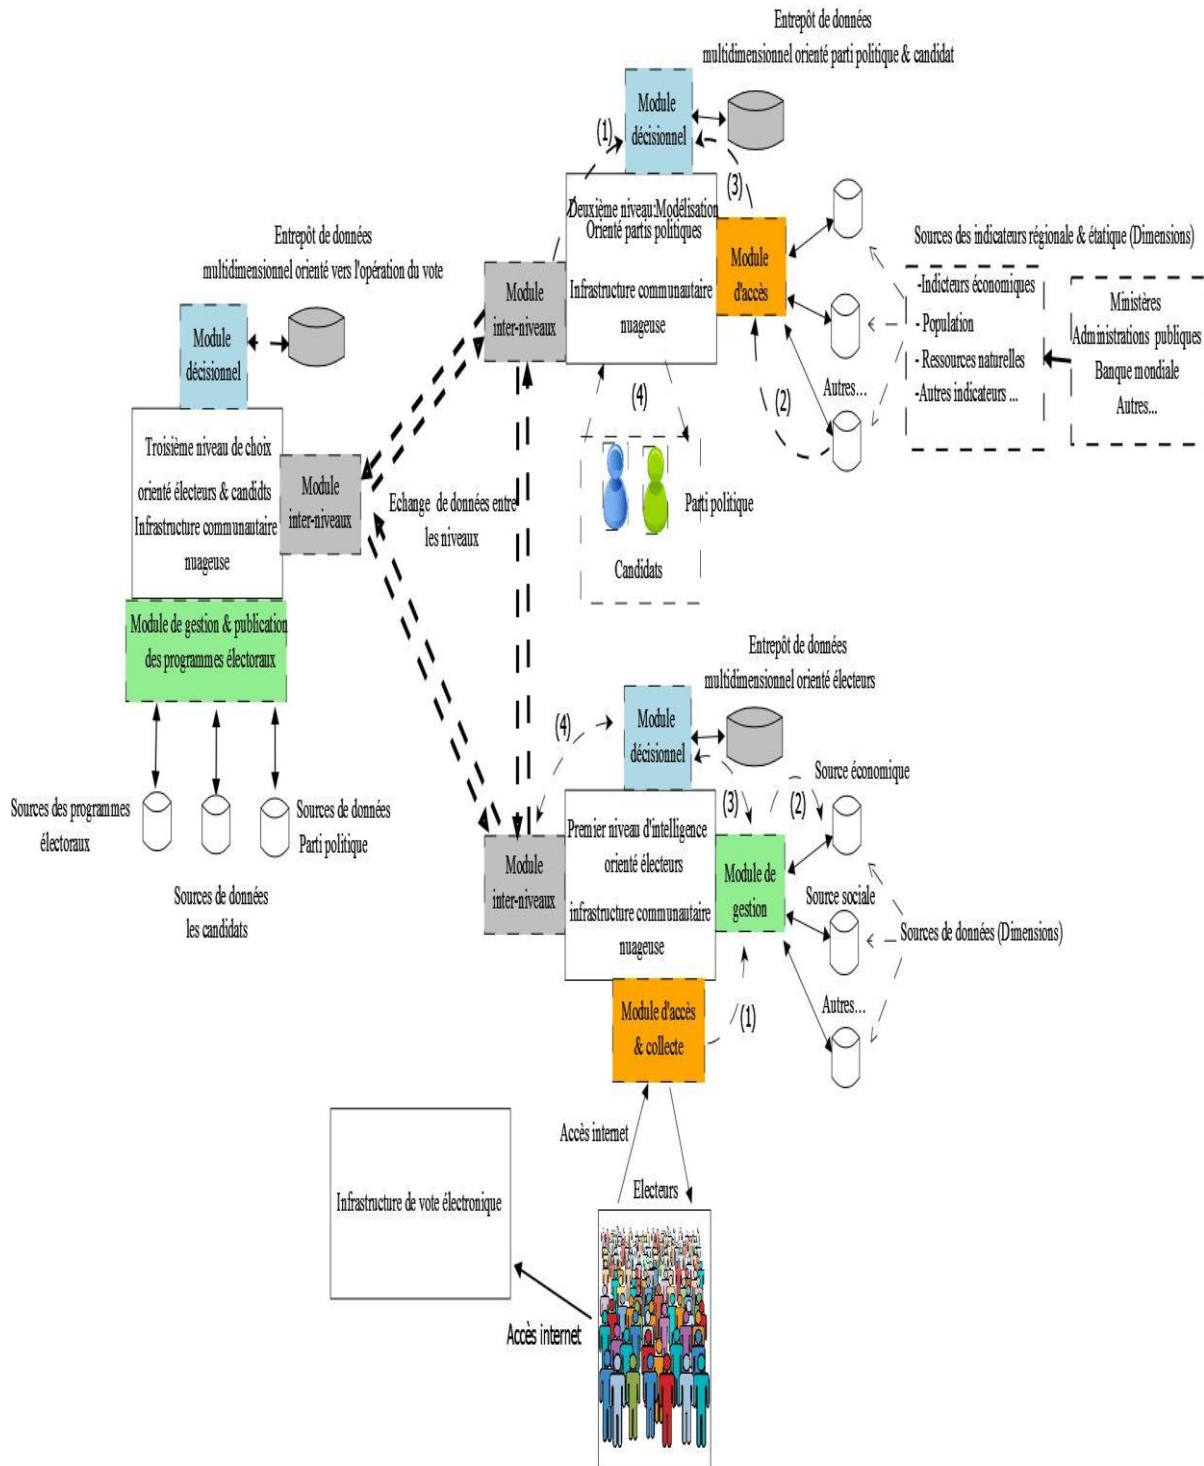 Entrepôt de données
multidimensionnel orienté parti politique & candidat
Module
décisionnel
(1)
(3)
Deuxième niveau:Modélisation
Orienté partis politiques
Infrastructure communautaire
nuageuse
Module
d'accès
Module
inter-niveaux
Sources des indicateurs régionale & étatique (Dimensions)
-Indicteurs économiques
- Population
- Ressources naturelles
-Autres indicateurs ...
Ministères
Administrations publiques
Banque mondiale
Autres...
Autres...
(2)
(4)
Parti politique
Candidats
Entrepôt de données
multidimensionnel orienté vers l'opération du vote
Module
décisionnel
Troisième niveau de choix
orienté électeurs & candidts
Infrastructure communautaire
nuageuse
Module
inter-niveaux
Echange de données entre
les niveaux
Module de gestion & publication
des programmes électoraux
Sources des programmes
électoraux
Sources de données
Parti politique
Sources de données
les candidats
Entrepôt de données
multidimensionnel orienté électeurs
Module
décisionnel
(4)
(3)
(2)
Source économique
Premier niveau d'intelligence
orienté électeurs
infrastructure communautaire
nuageuse
Module
inter-niveaux
Module de
gestion
Source sociale
Sources de données (Dimensions)
Autres...
Module d'accès
& collecte
(1)
Accès internet
Electeurs
Infrastructure de vote électronique
Accès internet